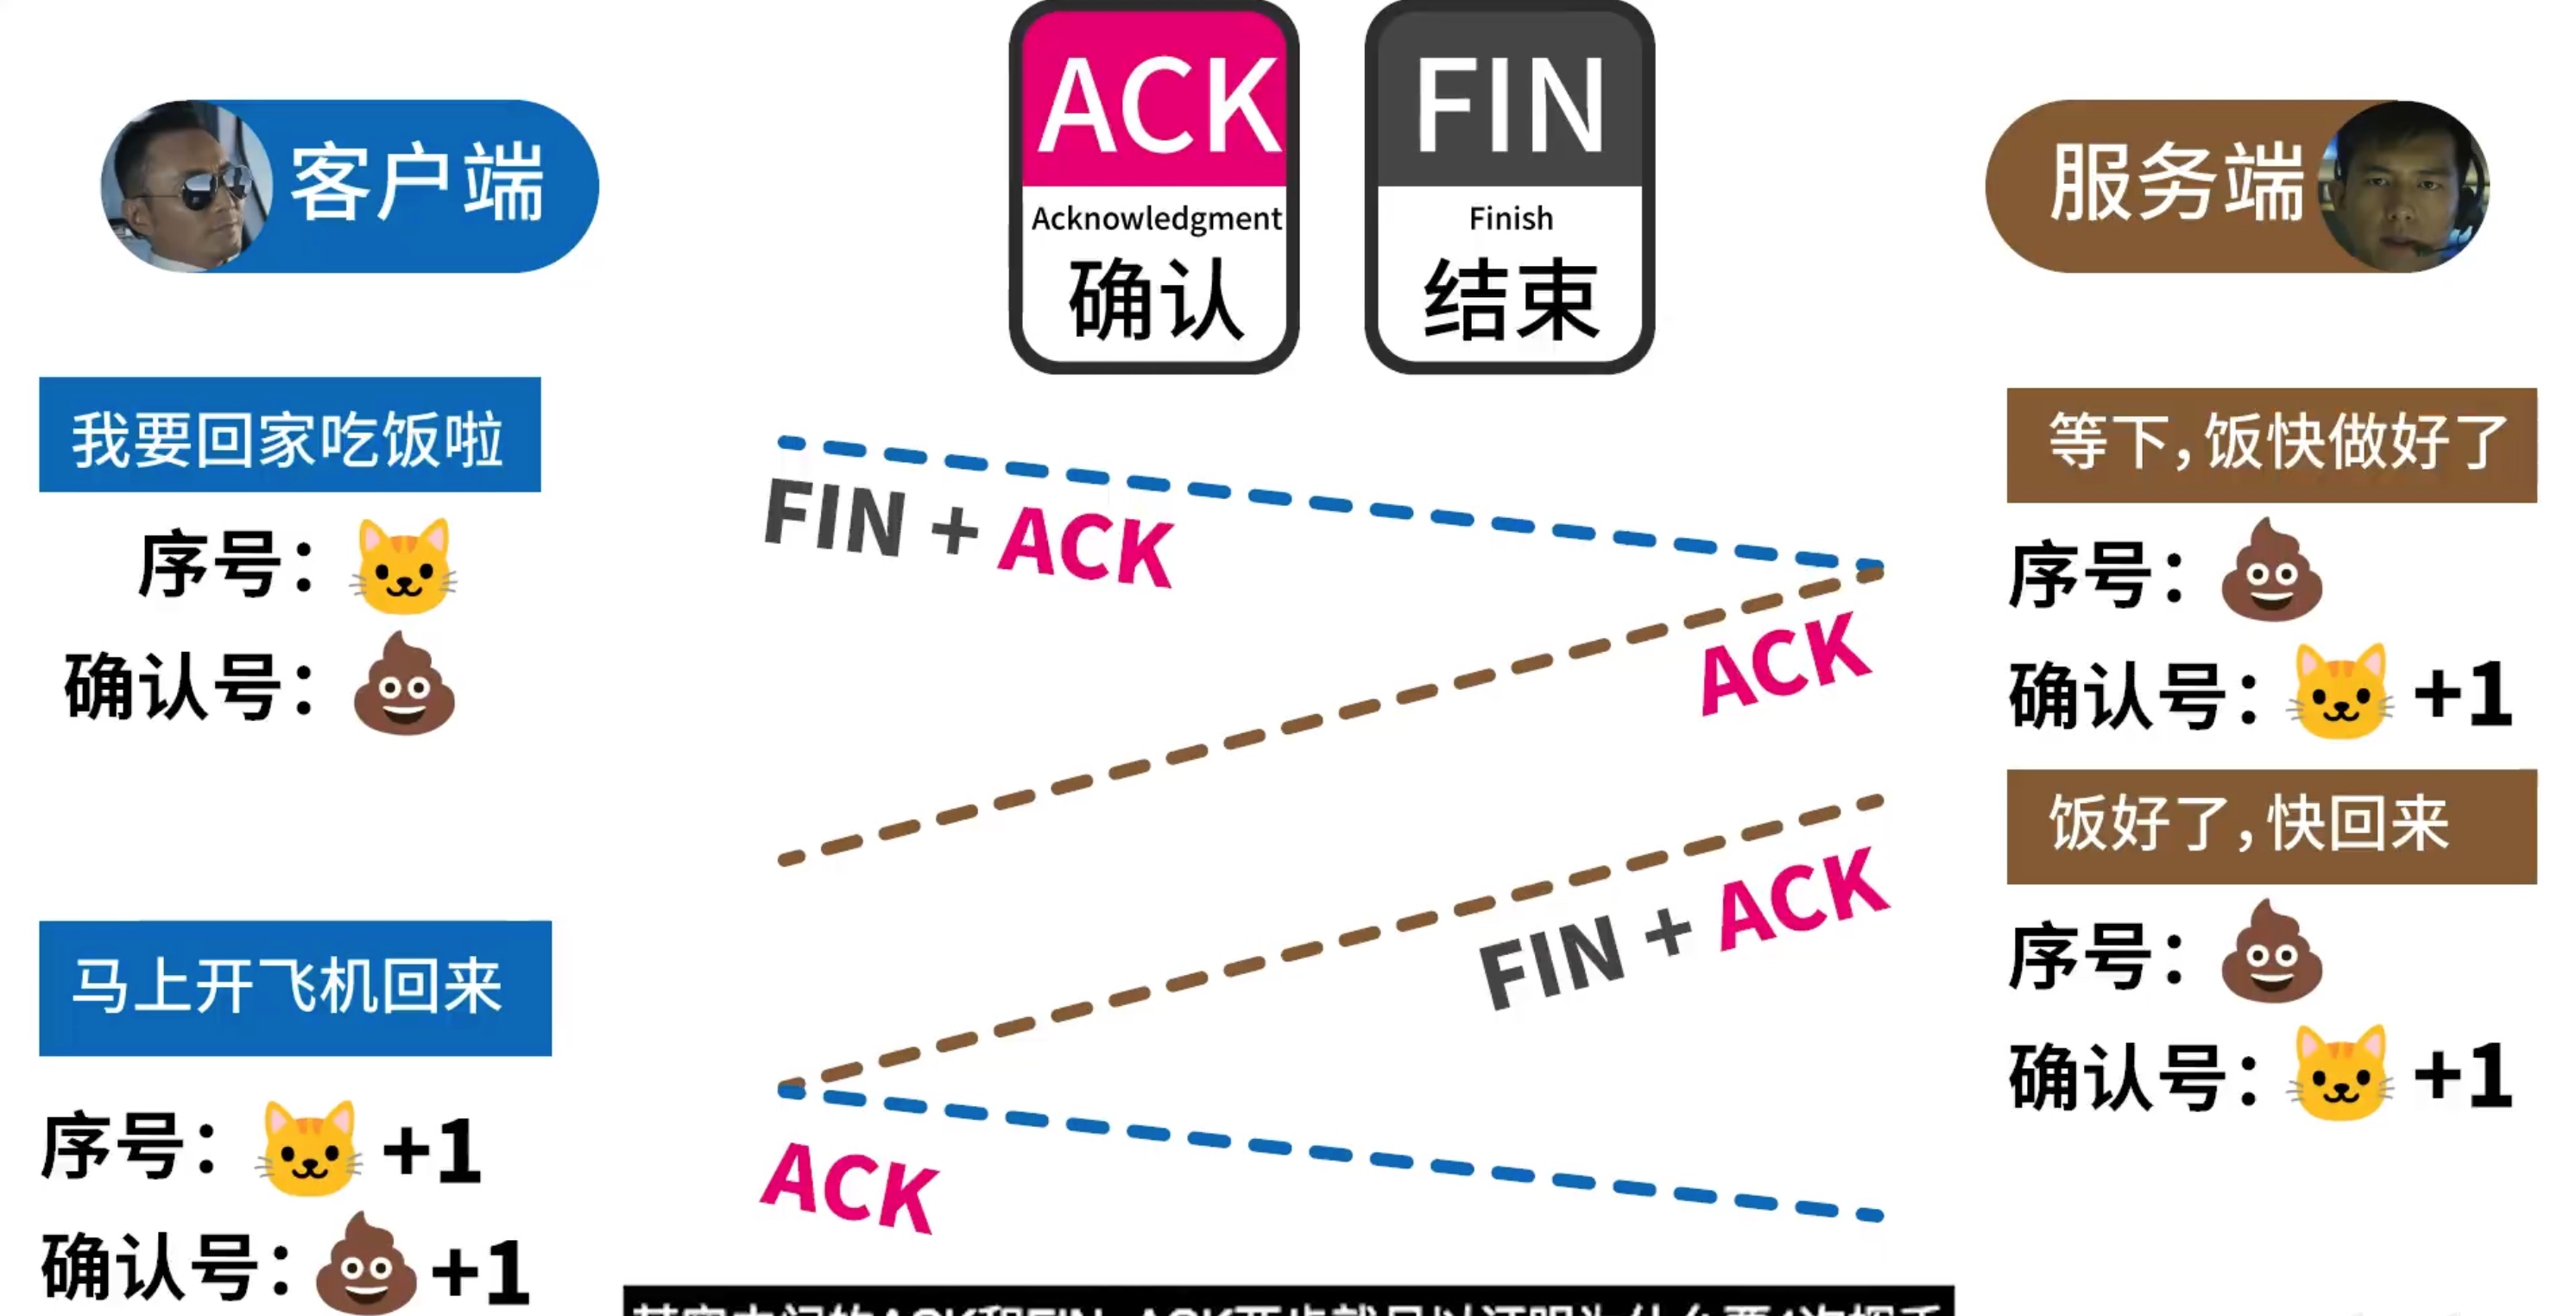 ACK
Acknowledgment
确认
FIN
Finish
结束
客户端
服务端
我要回家吃饭啦
序号：🐱
确认号：💩
FIN + ACK
等下，饭快做好了
序号：💩
确认号：🐱 +1
ACK
饭好了，快回来
序号：💩
确认号：🐱 +1
FIN + ACK
马上开飞机回来
序号：🐱 +1
确认号：💩 +1
ACK